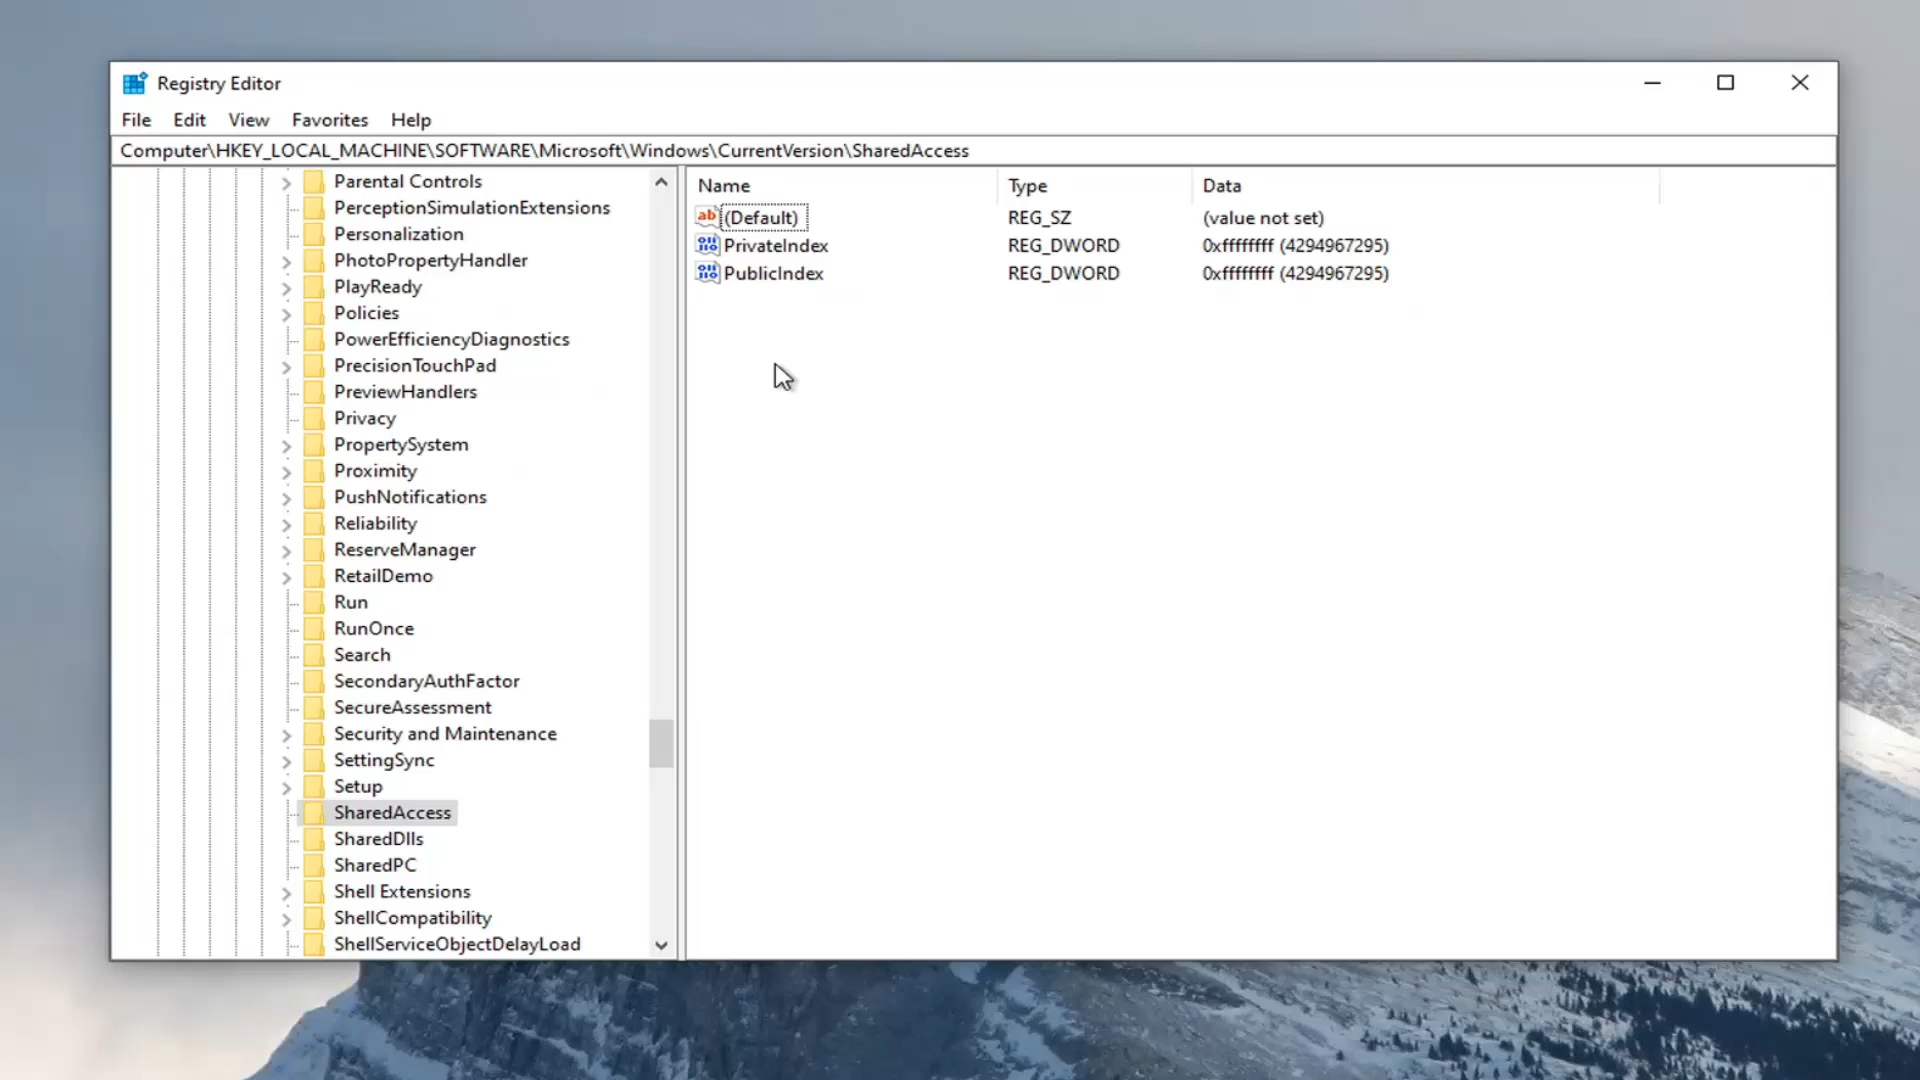 Registry Editor
File Edit View Favorites Help
Computer\HKEY_LOCAL_MACHINE\SOFTWARE\Microsoft\Windows\CurrentVersion\SharedAccess
Parental Controls
PerceptionSimulationExtensions
Personalization
PhotoPropertyHandler
PlayReady
Policies
PowerEfficiencyDiagnostics
PrecisionTouchPad
PreviewHandlers
Privacy
PropertySystem
Proximity
PushNotifications
Reliability
ReserveManager
RetailDemo
Run
RunOnce
Search
SecondaryAuthFactor
SecureAssessment
Security and Maintenance
SettingSync
Setup
SharedAccess
SharedDlls
SharedPC
Shell Extensions
ShellCompatibility
ShellServiceObjectDelayLoad
Name Type Data
(Default) REG_SZ (value not set)
PrivateIndex REG_DWORD 0xffffffff (4294967295)
PublicIndex REG_DWORD 0xffffffff (4294967295)